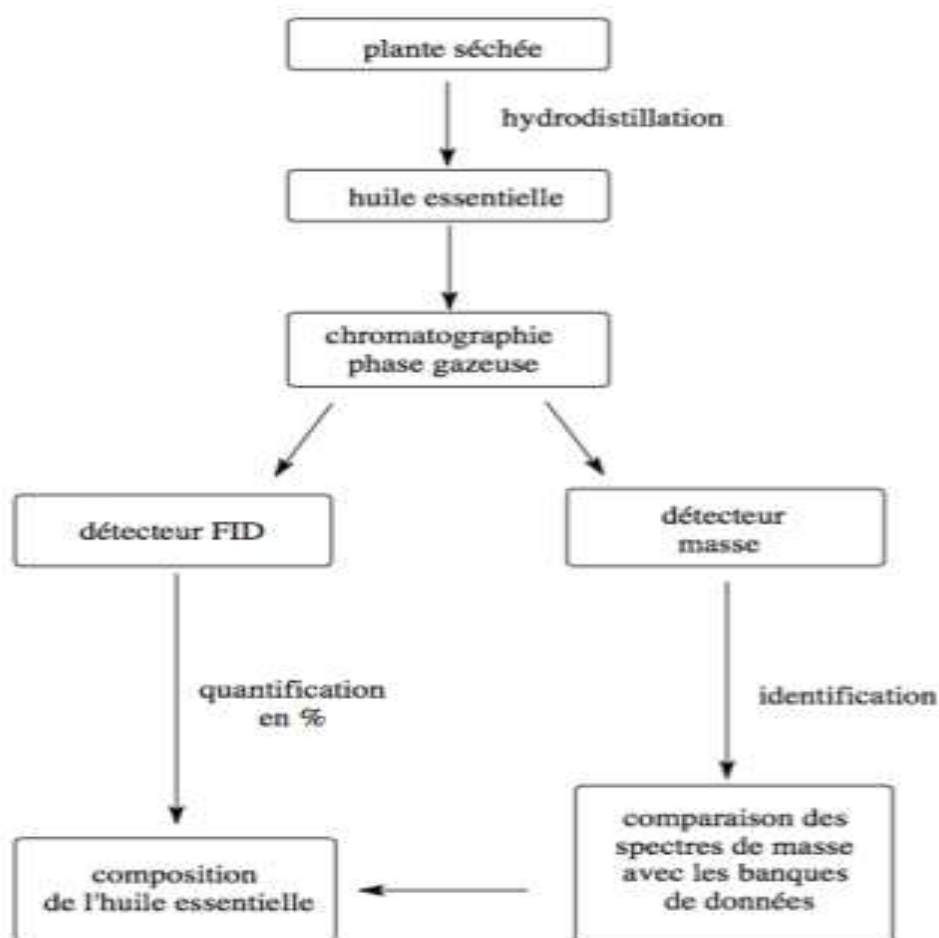 plante séchée
hydrodistillation
huile essentielle
chromatographie
phase gazeuse
détecteur FID
détecteur
masse
quantification
en %
identification
composition
de l'huile essentielle
comparaison des
spectres de masse
avec les banques
de données